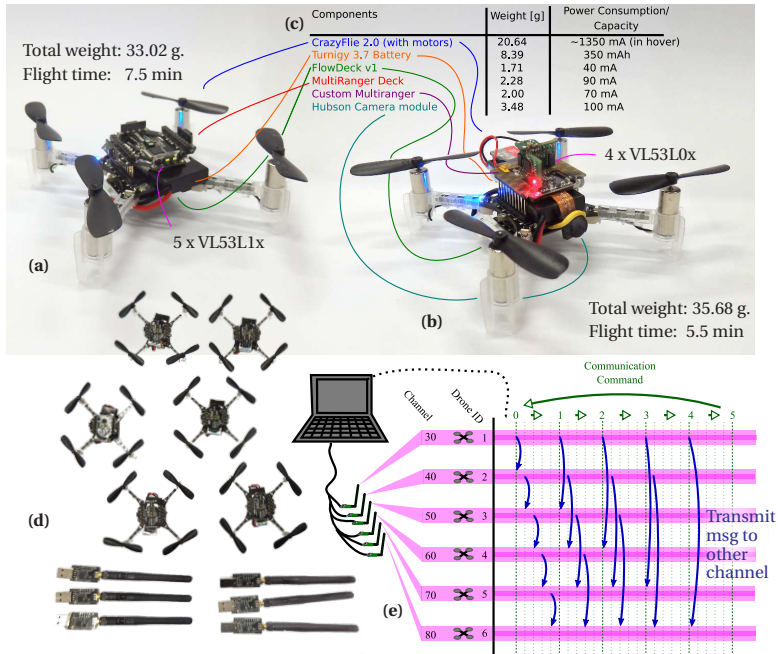 (c) Components Weight [g] Power Consumption/
Capacity
CrazyFlie 2.0 (with motors) 20.64 ~1350 mA (in hover)
Turnigy 3.7 Battery 8.39 350 mAh
FlowDeck v1 1.71 40 mA
MultiRanger Deck 2.28 90 mA
Custom Multiranger 2.00 70 mA
Hubson Camera module 3.48 100 mA
Total weight: 33.02 g.
Flight time: 7.5 min
5 x VL53L1x
(a)
4 x VL53L0x
(b)
Total weight: 35.68 g.
Flight time: 5.5 min
(d)
(e)
Communication
Command
Channel Drone ID
0 1 2 3 4 5
30 1
40 2
50 3
60 4
70 5
80 6
Transmit
msg to
other
channel